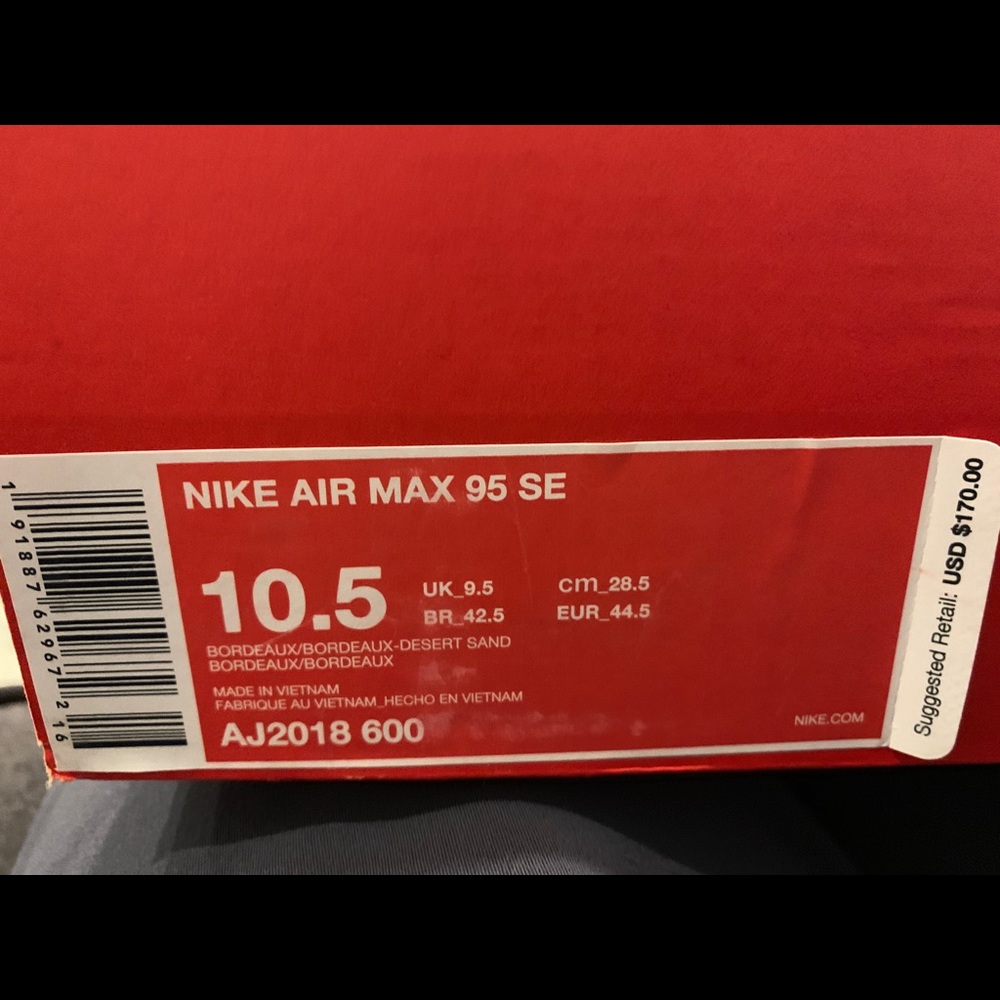 NIKE AIR MAX 95 SE
10.5
UK_9.5
cm_28.5
BR_42.5
EUR_44.5
BORDEAUX/BORDEAUX-DESERT SAND
BORDEAUX/BORDEAUX
MADE IN VIETNAM
FABRIQUE AU VIETNAM_HECHO EN VIETNAM
AJ2018 600
NIKE.COM
1 91887 62967 216
Suggested Retail: USD $170.00